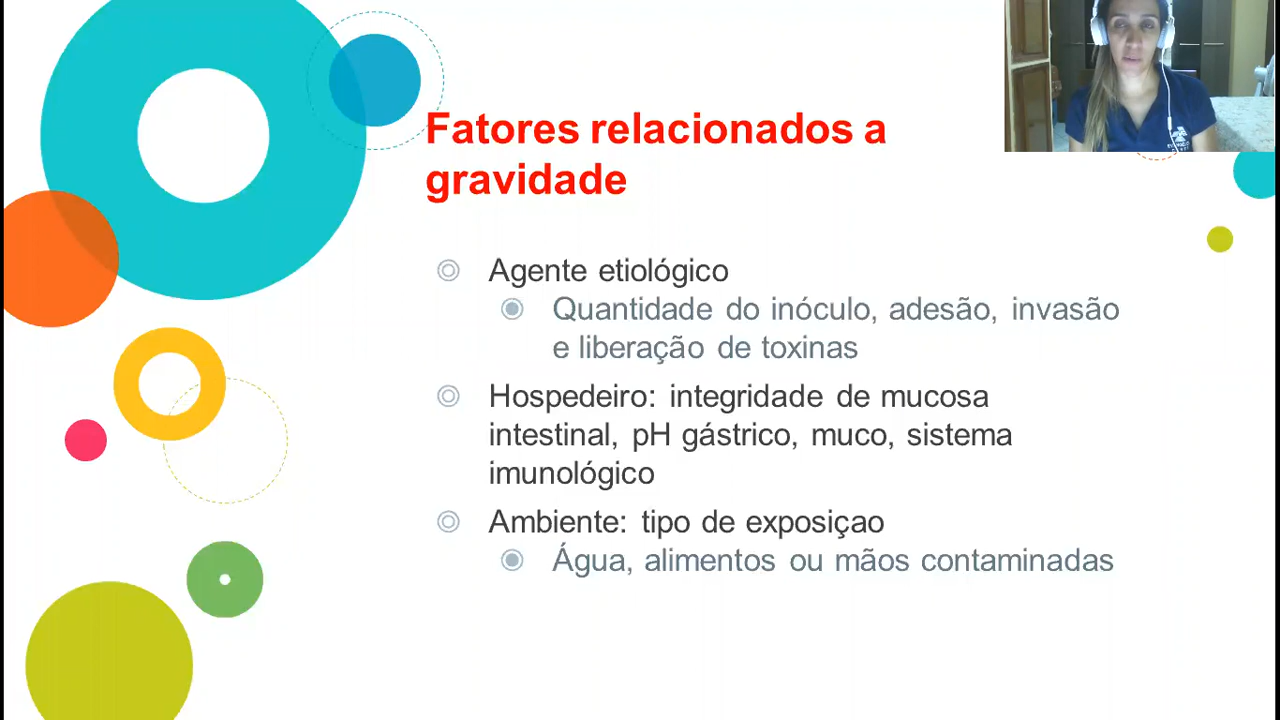 Fatores relacionados a
gravidade
Agente etiológico
Quantidade do inóculo, adesão, invasão
e liberação de toxinas
Hospedeiro: integridade de mucosa
intestinal, pH gástrico, muco, sistema
imunológico
Ambiente: tipo de exposiçao
Água, alimentos ou mãos contaminadas